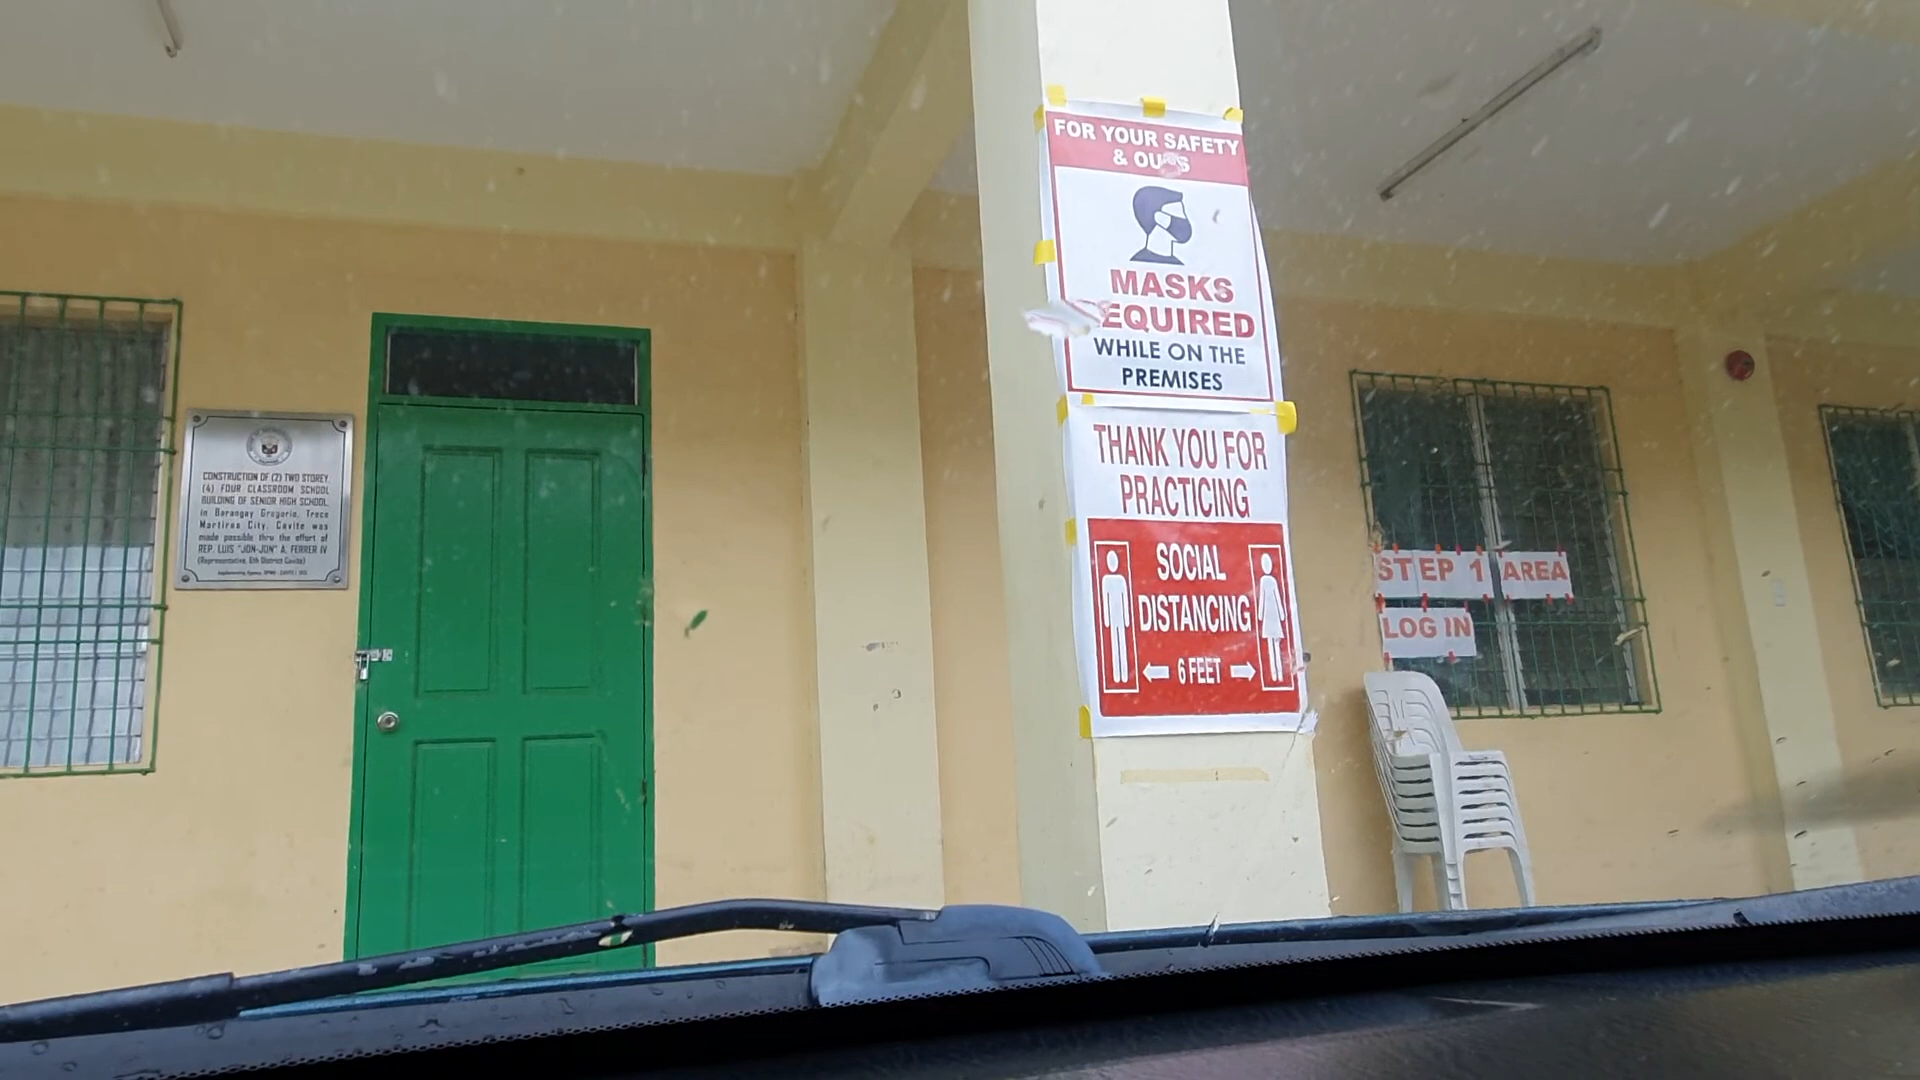 CONSTRUCTION OF (2) TWO STOREY,
(4) FOUR CLASSROOM SCHOOL
BUILDING OF SENIOR HIGH SCHOOL,
in Barangay Gregorio, Trece
Martires City, Cavite was
made possible thru the effort of
REP. LUIS "JON-JON" A. FERRER IV
(Representative, 6th District Cavite)
FOR YOUR SAFETY
& OURS
MASKS
EQUIRED
WHILE ON THE
PREMISES
THANK YOU FOR
PRACTICING
SOCIAL
DISTANCING
6 FEET
STEP 1 AREA
LOG IN